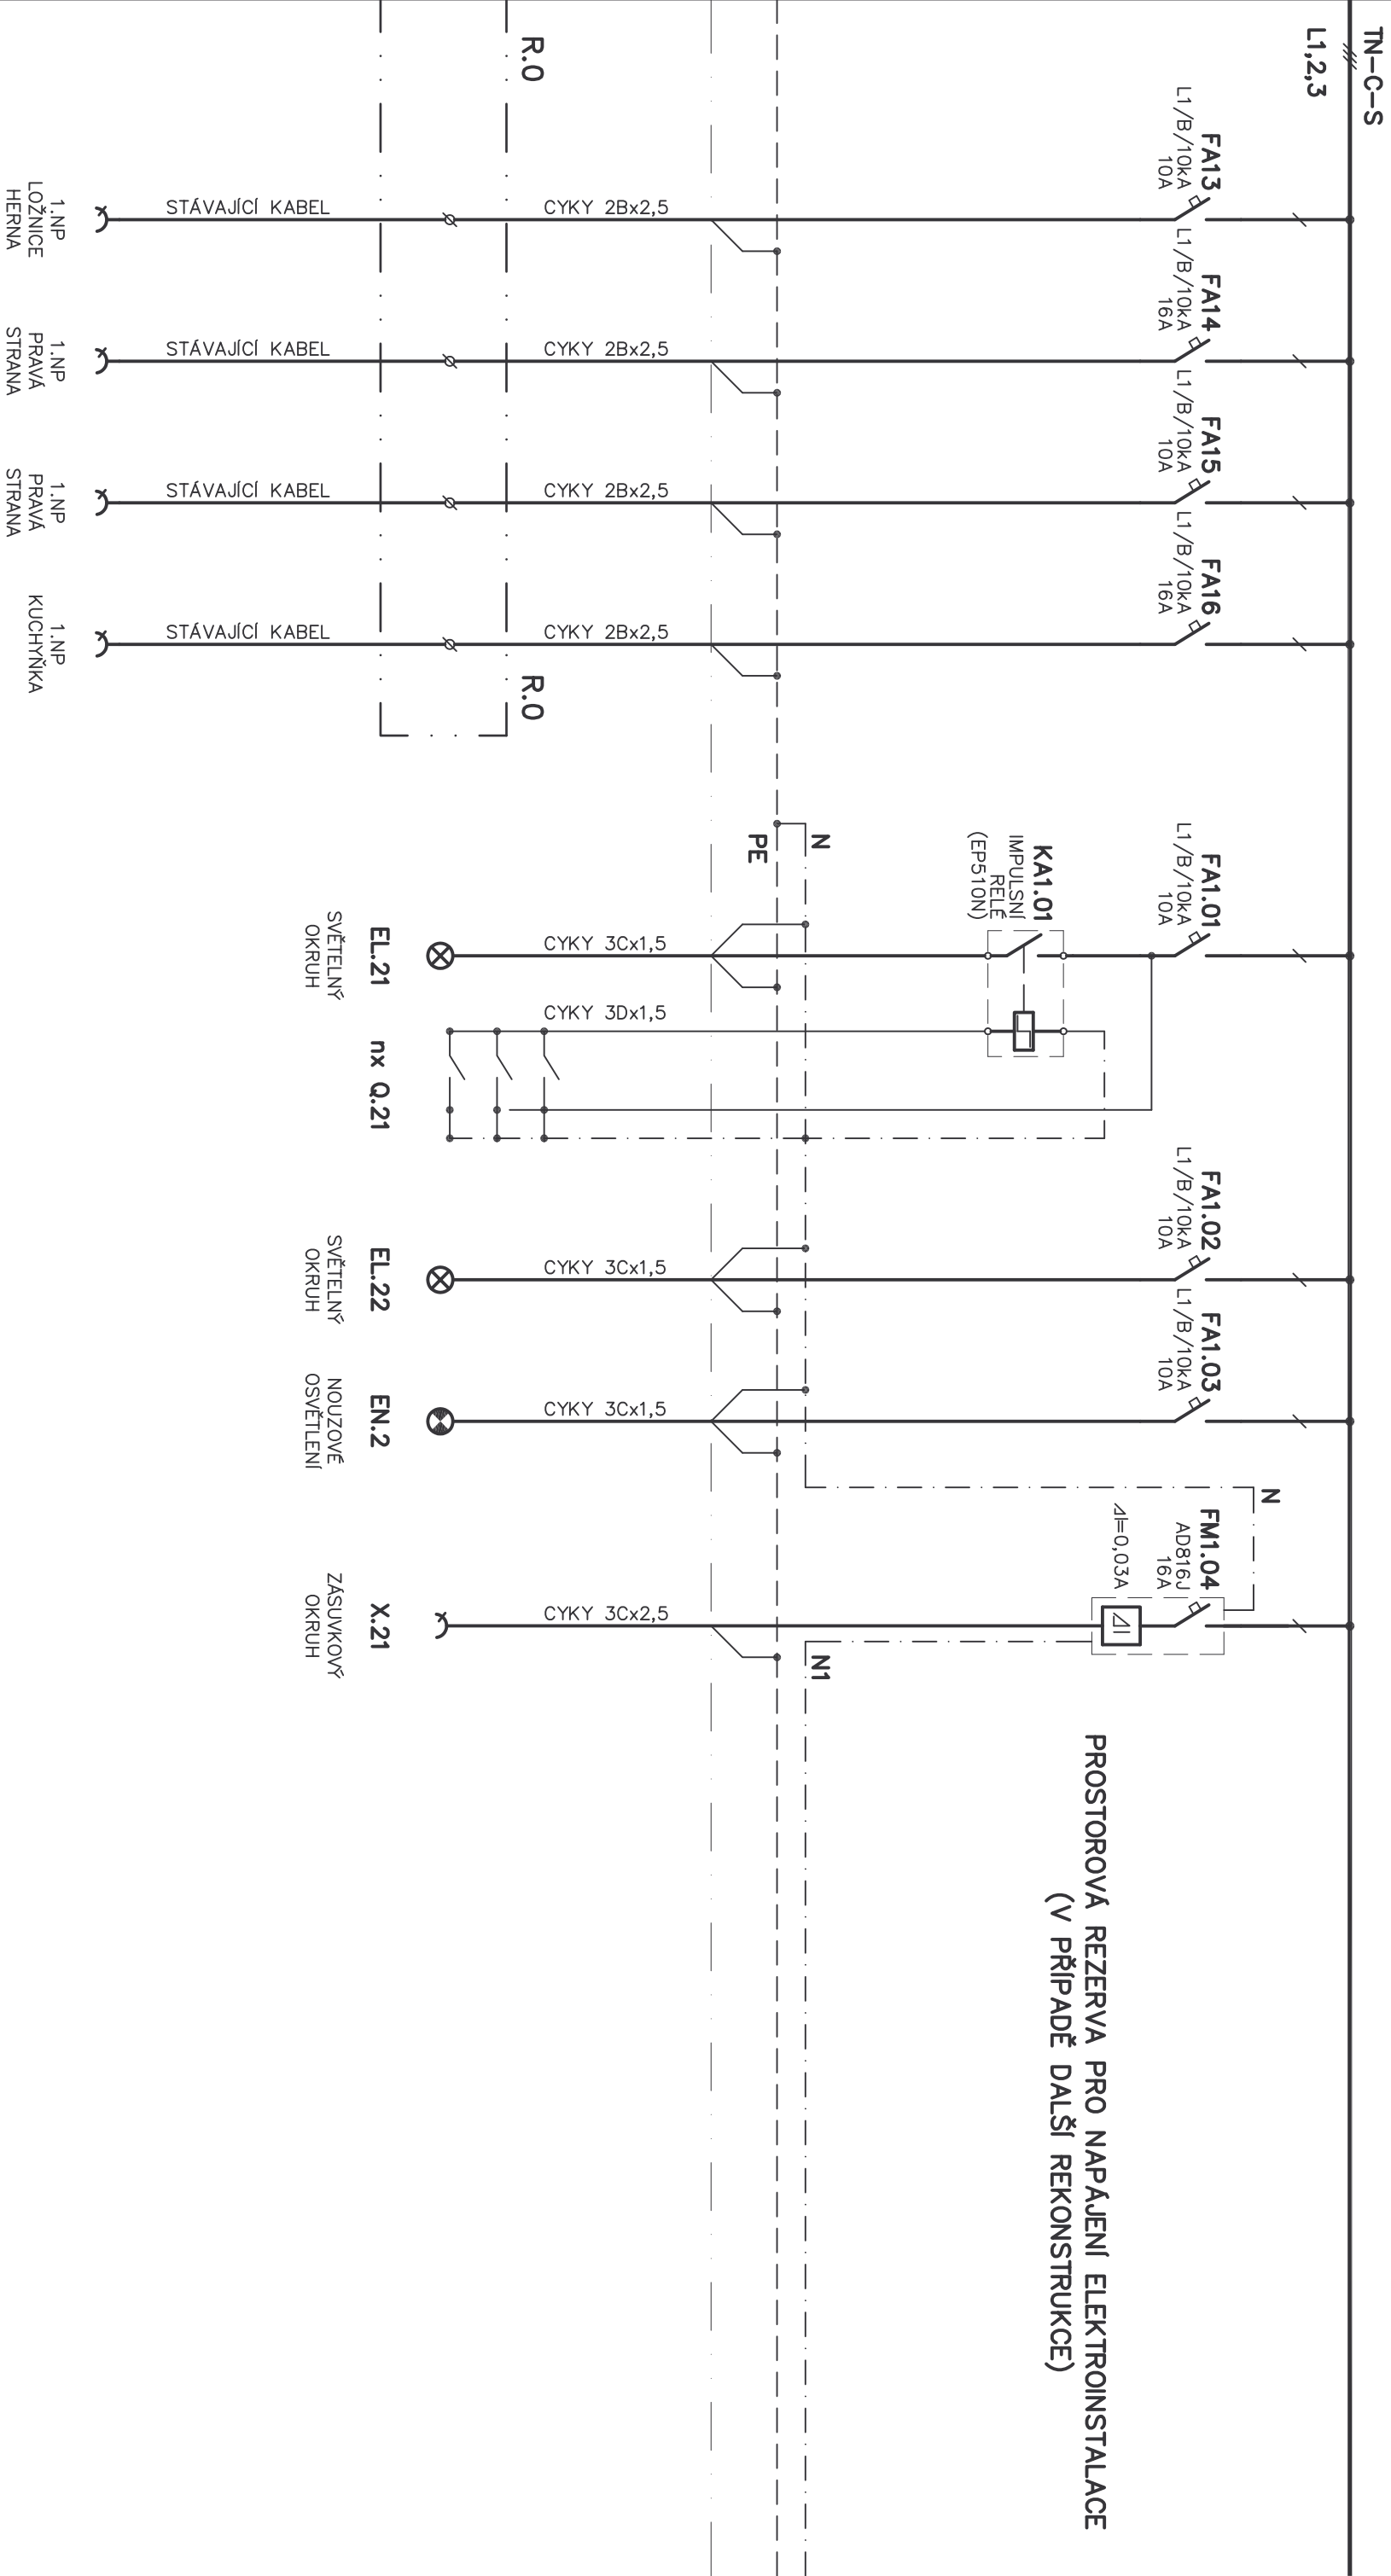 TN-C-S
L1,2,3
FA13
L1/B/10kA
10A
FA14
L1/B/10kA
16A
FA15
L1/B/10kA
10A
FA16
L1/B/10kA
16A
FA1.01
L1/B/10kA
10A
FA1.02
L1/B/10kA
10A
FA1.03
L1/B/10kA
10A
N
FM1.04
AD816J
16A
⊿I=0,03A
⊿I
KA1.01
IMPULSNÍ
RELÉ
(EP510N)
PROSTOROVÁ REZERVA PRO NAPÁJENÍ ELEKTROINSTALACE
(V PŘÍPADĚ DALŠÍ REKONSTRUKCE)
N
PE
N1
CYKY 2Bx2,5
CYKY 2Bx2,5
CYKY 2Bx2,5
CYKY 2Bx2,5
CYKY 3Cx1,5
CYKY 3Dx1,5
CYKY 3Cx1,5
CYKY 3Cx1,5
CYKY 3Cx2,5
R.0
R.0
STÁVAJÍCÍ KABEL
STÁVAJÍCÍ KABEL
STÁVAJÍCÍ KABEL
STÁVAJÍCÍ KABEL
EL.21
SVĚTELNÝ
OKRUH
nx Q.21
EL.22
SVĚTELNÝ
OKRUH
EN.2
NOUZOVÉ
OSVĚTLENÍ
X.21
ZÁSUVKOVÝ
OKRUH
1.NP
LOŽNICE
HERNA
1.NP
PRAVÁ
STRANA
1.NP
PRAVÁ
STRANA
1.NP
KUCHYŇKA